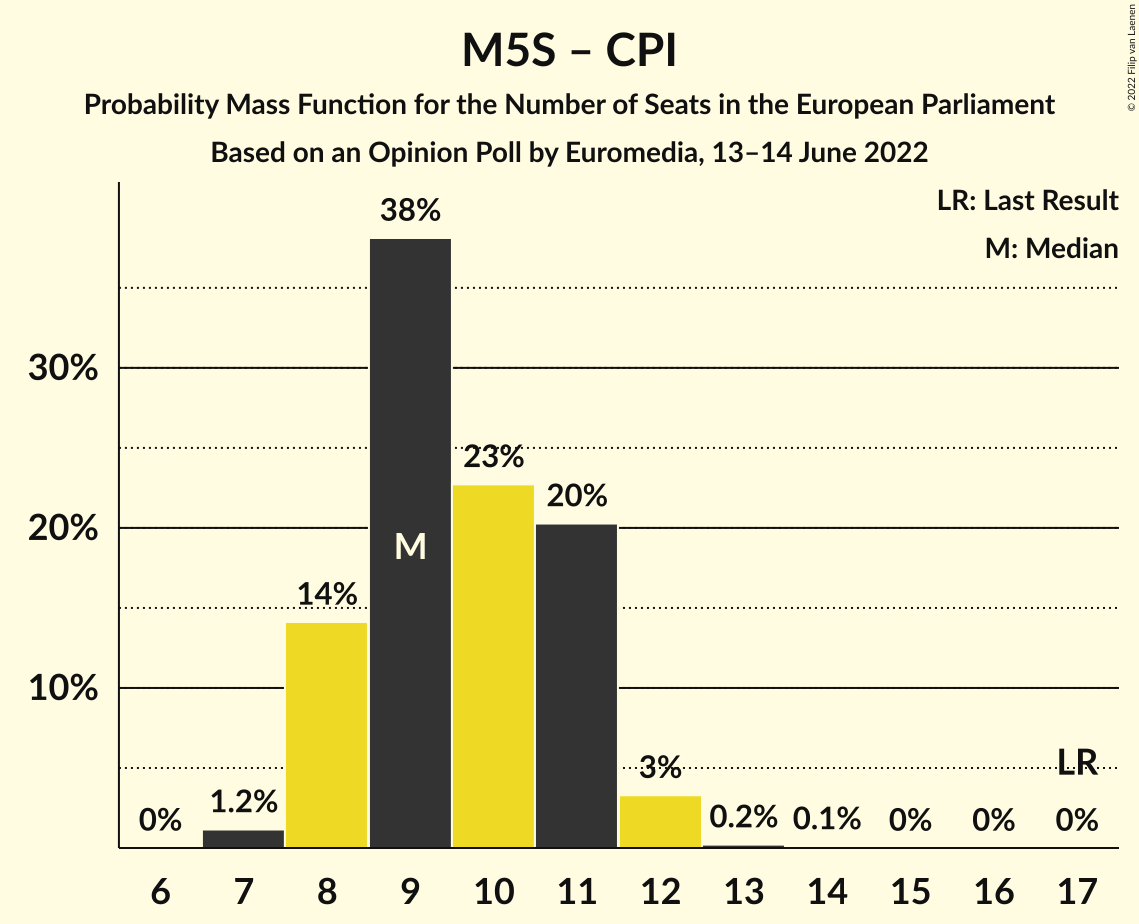 © 2022 Filip van Laenen
M5S – CPI
Probability Mass Function for the Number of Seats in the European Parliament
Based on an Opinion Poll by Euromedia, 13–14 June 2022
LR: Last Result
M: Median
38%
30%
23%
20%
20%
M
14%
10%
LR
3%
0%
1.2%
0.2%
0.1%
0%
0%
0%
6 7 8 9 10 11 12 13 14 15 16 17